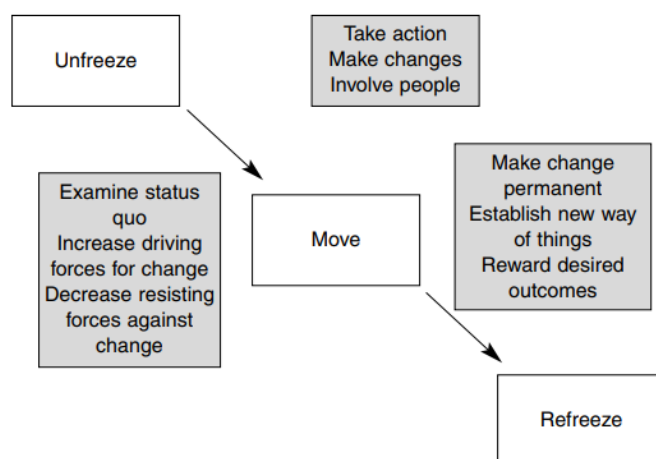 Unfreeze
Take action
Make changes
Involve people
Examine status
quo
Increase driving
forces for change
Decrease resisting
forces against
change
Move
Make change
permanent
Establish new way
of things
Reward desired
outcomes
Refreeze